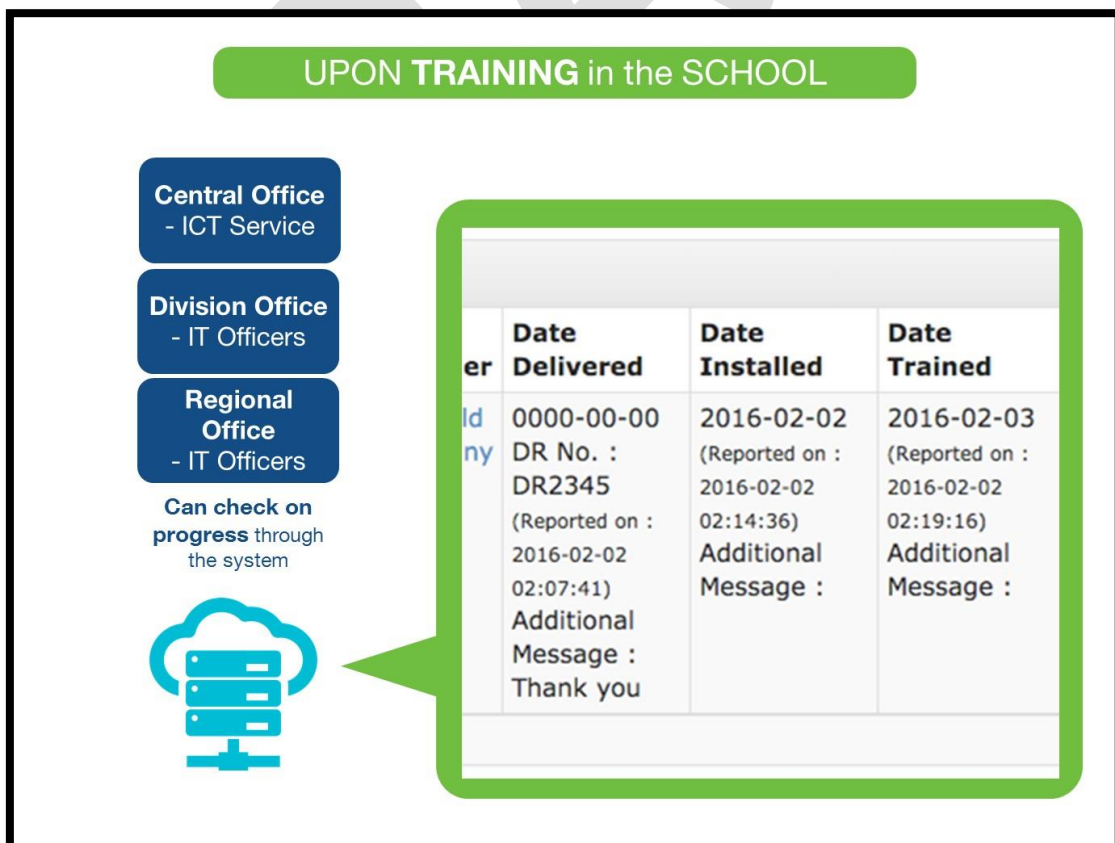 UPON TRAINING in the SCHOOL
Central Office
- ICT Service
Division Office
- IT Officers
Regional
Office
- IT Officers
Can check on
progress through
the system
er
ld
ny
Date
Delivered
0000-00-00
DR No. :
DR2345
(Reported on :
2016-02-02
02:07:41)
Additional
Message :
Thank you
Date
Installed
2016-02-02
(Reported on :
2016-02-02
02:14:36)
Additional
Message :
Date
Trained
2016-02-03
(Reported on :
2016-02-02
02:19:16)
Additional
Message :